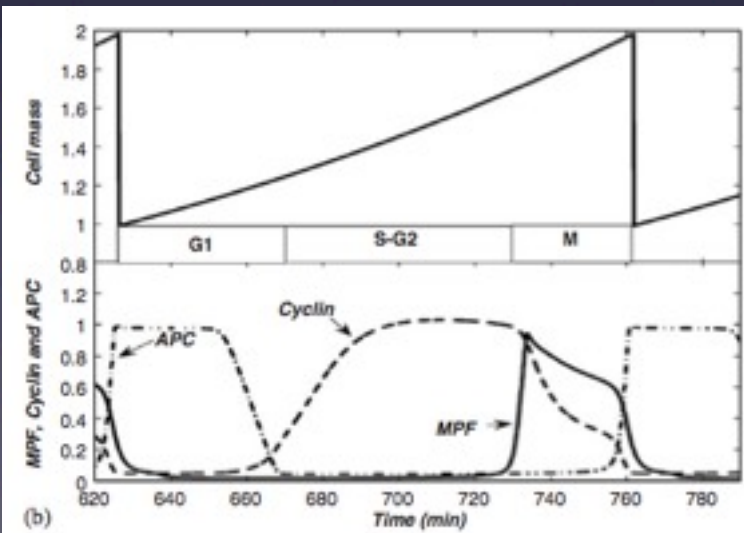 2
1.8
1.6
1.4
1.2
1
0.8
Cell mass
G1 S-G2 M
1.2
1
0.8
0.6
0.4
0.2
0
MPF, Cyclin and APC
Cyclin
APC
MPF
620 640 660 680 700 720 740 760 780
Time (min)
(b)